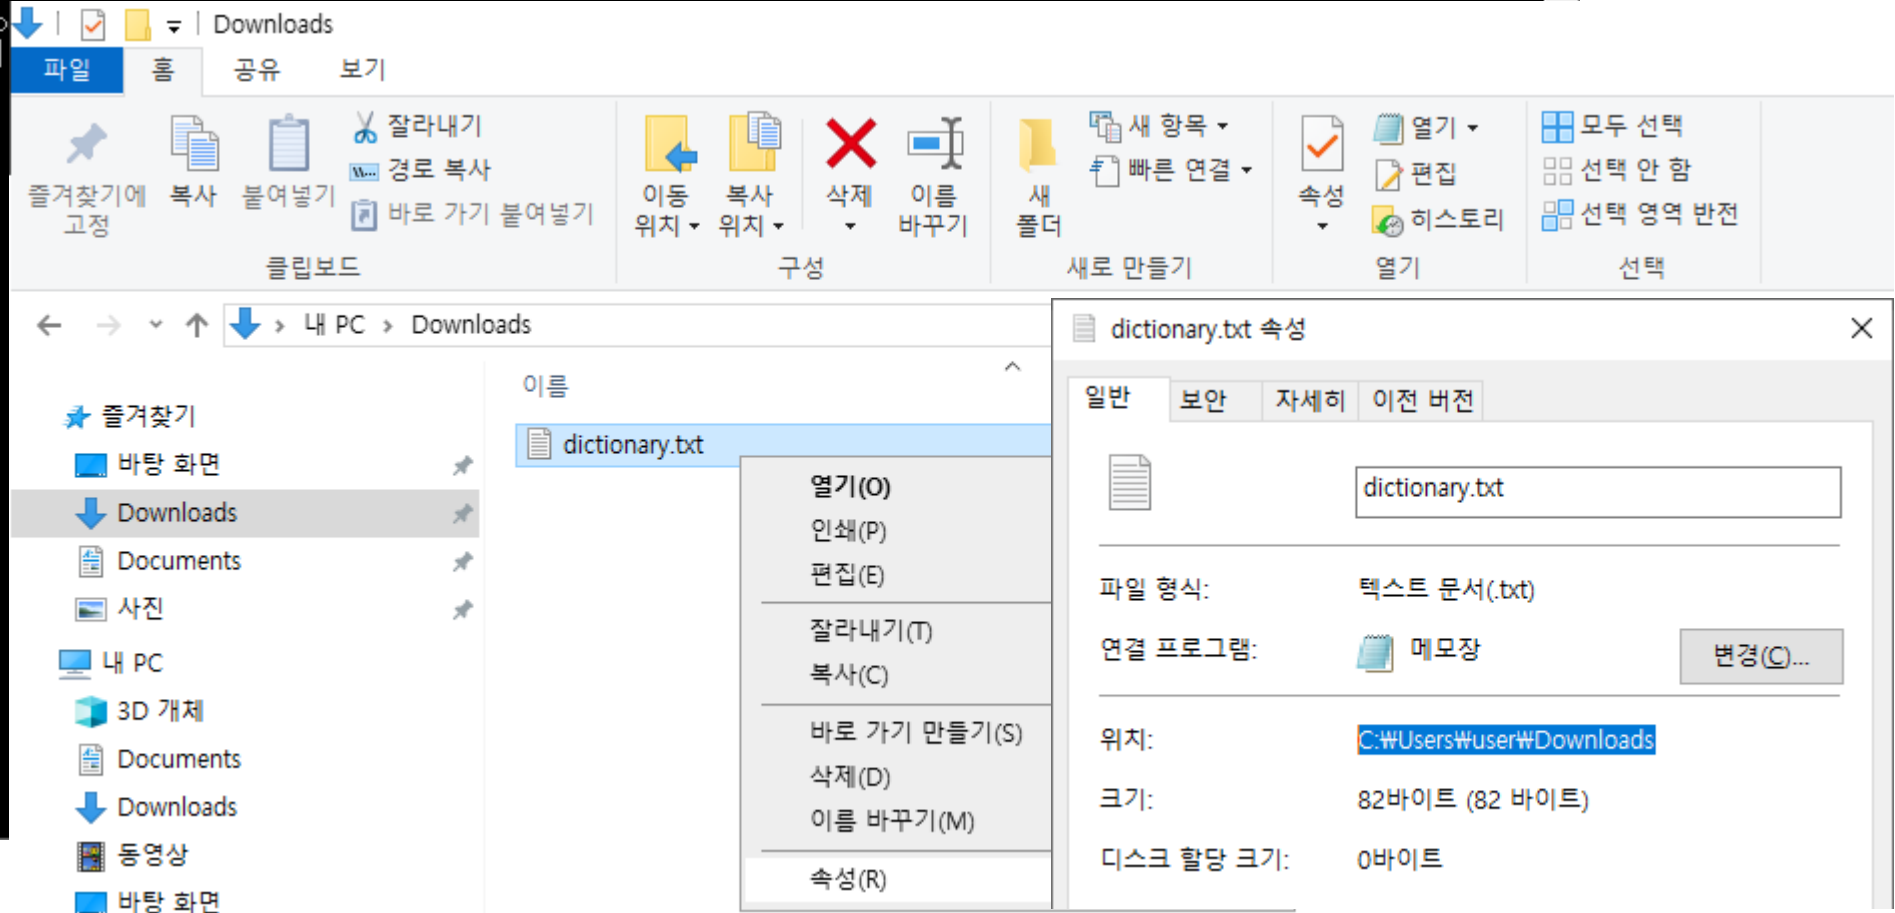 Downloads
파일 홈 공유 보기
즐겨찾기에 고정
복사
붙여넣기
잘라내기
경로 복사
바로 가기 붙여넣기
클립보드
이동 위치
복사 위치
삭제
이름 바꾸기
구성
새 폴더
새 항목
빠른 연결
새로 만들기
속성
열기
편집
히스토리
열기
모두 선택
선택 안 함
선택 영역 반전
선택
내 PC > Downloads
즐겨찾기
바탕 화면
Downloads
Documents
사진
내 PC
3D 개체
Documents
Downloads
동영상
바탕 화면
이름
dictionary.txt
열기(O)
인쇄(P)
편집(E)
잘라내기(T)
복사(C)
바로 가기 만들기(S)
삭제(D)
이름 바꾸기(M)
속성(R)
dictionary.txt 속성
일반 보안 자세히 이전 버전
dictionary.txt
파일 형식: 텍스트 문서(.txt)
연결 프로그램: 메모장 변경(C)...
위치: C:₩Users₩user₩Downloads
크기: 82바이트 (82 바이트)
디스크 할당 크기: 0바이트